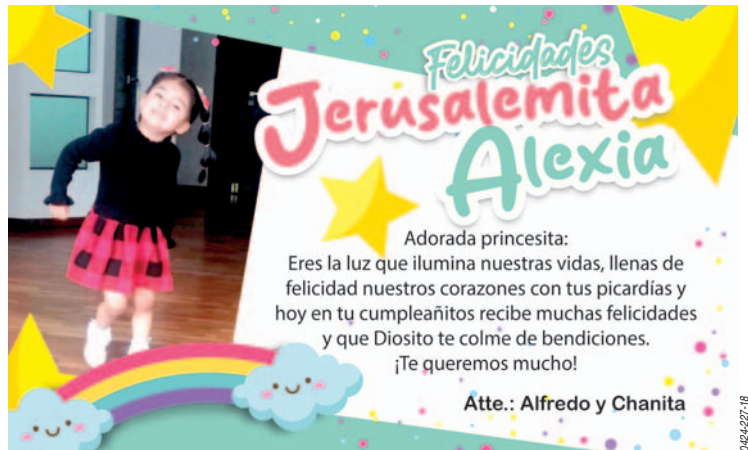 Felicidades
Jerusalemita
Alexia
Adorada princesita:
Eres la luz que ilumina nuestras vidas, llenas de
felicidad nuestros corazones con tus picardías y
hoy en tu cumpleañitos recibe muchas felicidades
y que Diosito te colme de bendiciones.
¡Te queremos mucho!
Atte.: Alfredo y Chanita
0424-227-18